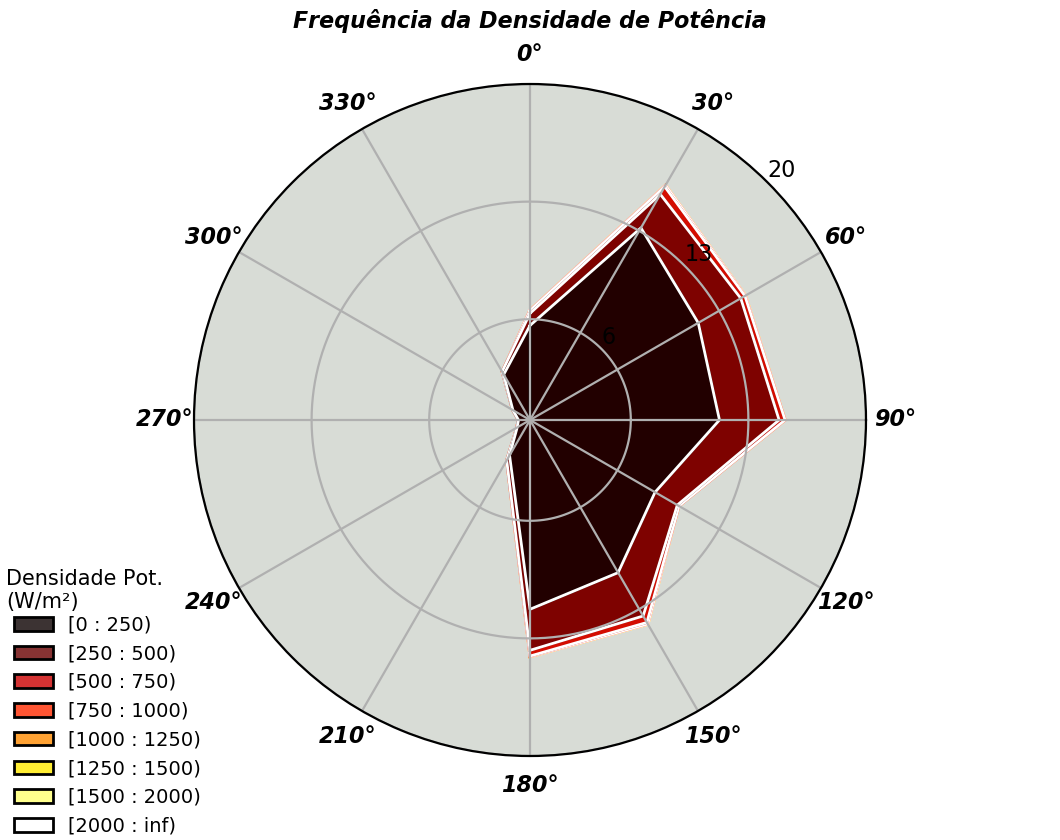 Frequência da Densidade de Potência
0°
330°
30°
20
300°
60°
13
6
270°
90°
240°
120°
210°
150°
180°
Densidade Pot.
(W/m²)
[0 : 250)
[250 : 500)
[500 : 750)
[750 : 1000)
[1000 : 1250)
[1250 : 1500)
[1500 : 2000)
[2000 : inf)